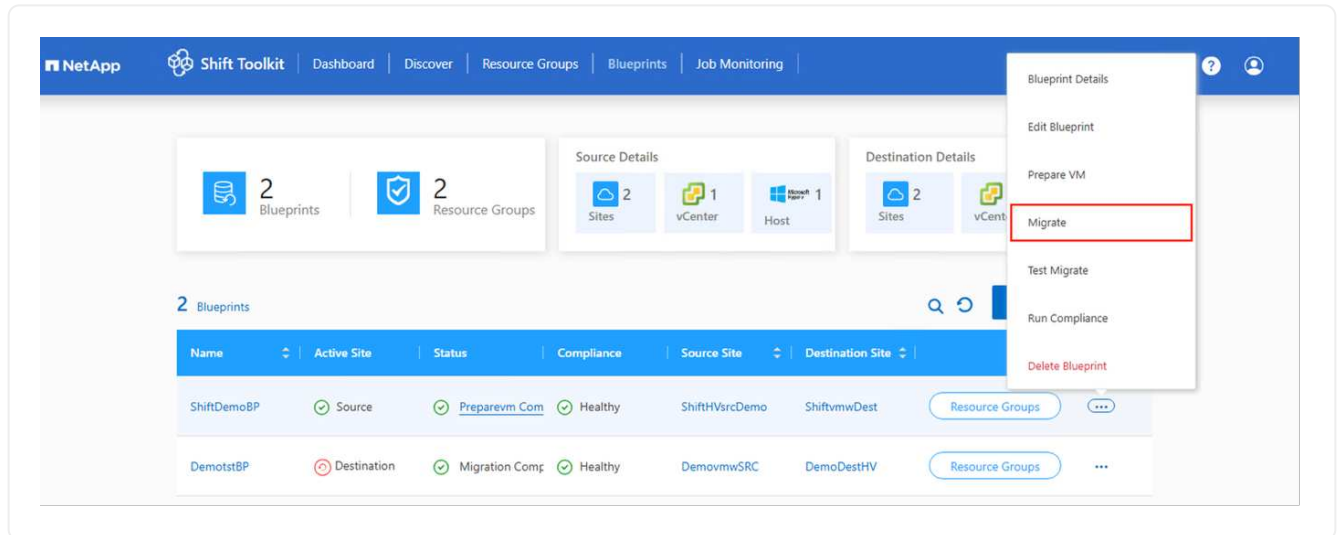 NetApp
Shift Toolkit
Dashboard
Discover
Resource Groups
Blueprints
Job Monitoring
?
Blueprint Details
Edit Blueprint
Prepare VM
Migrate
Test Migrate
Run Compliance
Delete Blueprint
2
Blueprints
2
Resource Groups
Source Details
2
Sites
1
vCenter
Microsoft
1
Host
Destination Details
2
Sites
vCent
2 Blueprints
Name Active Site Status Compliance Source Site Destination Site
ShiftDemoBP Source Preparevm Com Healthy ShiftHVsrcDemo ShiftvmwDest Resource Groups
DemotstBP Destination Migration Comp Healthy DemovmwSRC DemoDestHV Resource Groups